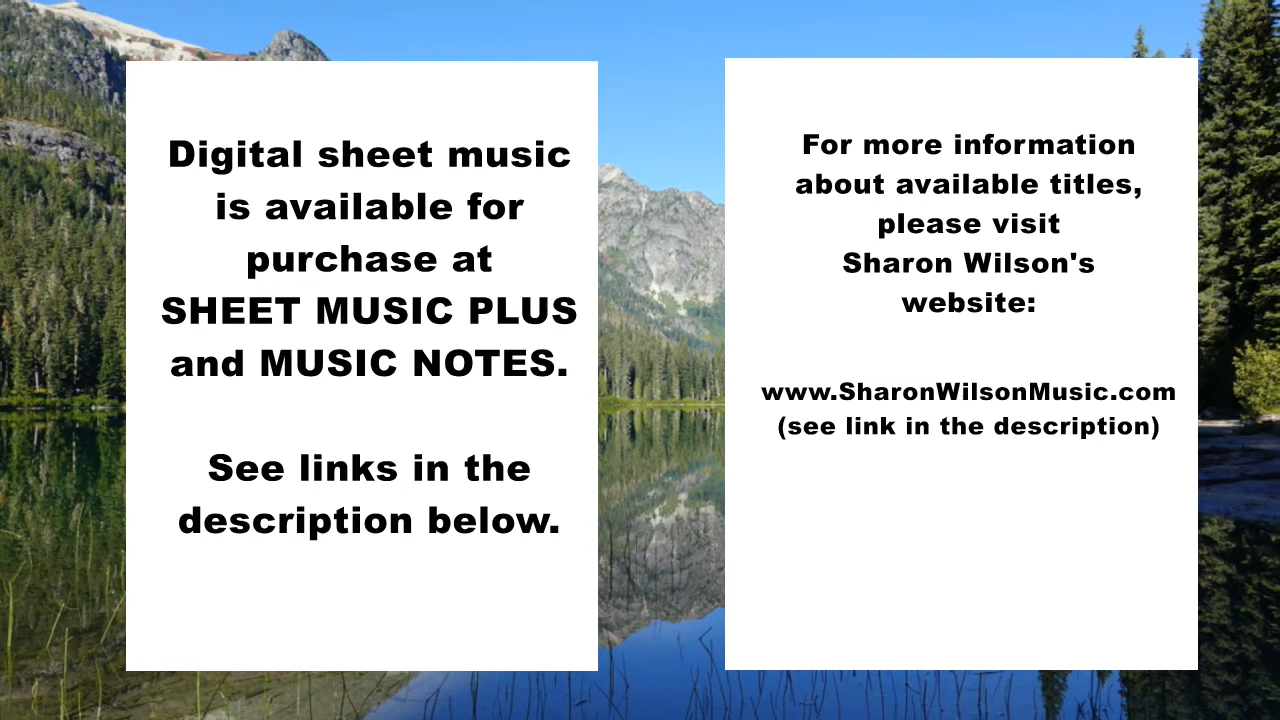 Digital sheet music
is available for
purchase at
SHEET MUSIC PLUS
and MUSIC NOTES.
See links in the
description below.
For more information
about available titles,
please visit
Sharon Wilson's
website:
www.SharonWilsonMusic.com
(see link in the description)